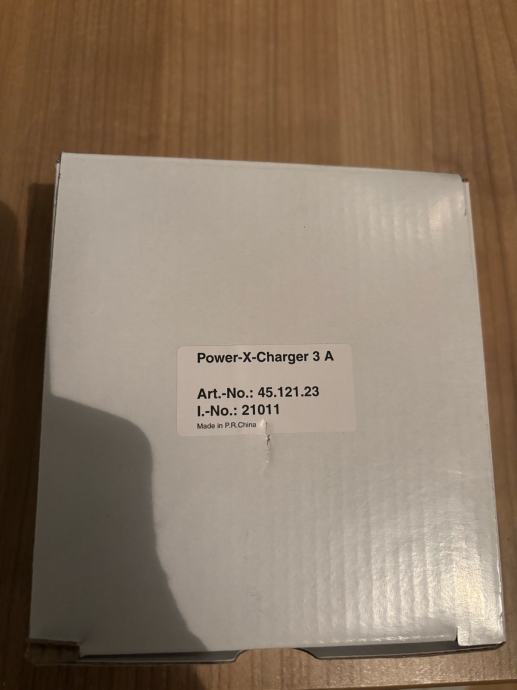 Power-X-Charger 3 A
Art.-No.: 45.121.23
I.-No.: 21011
Made in P.R.China